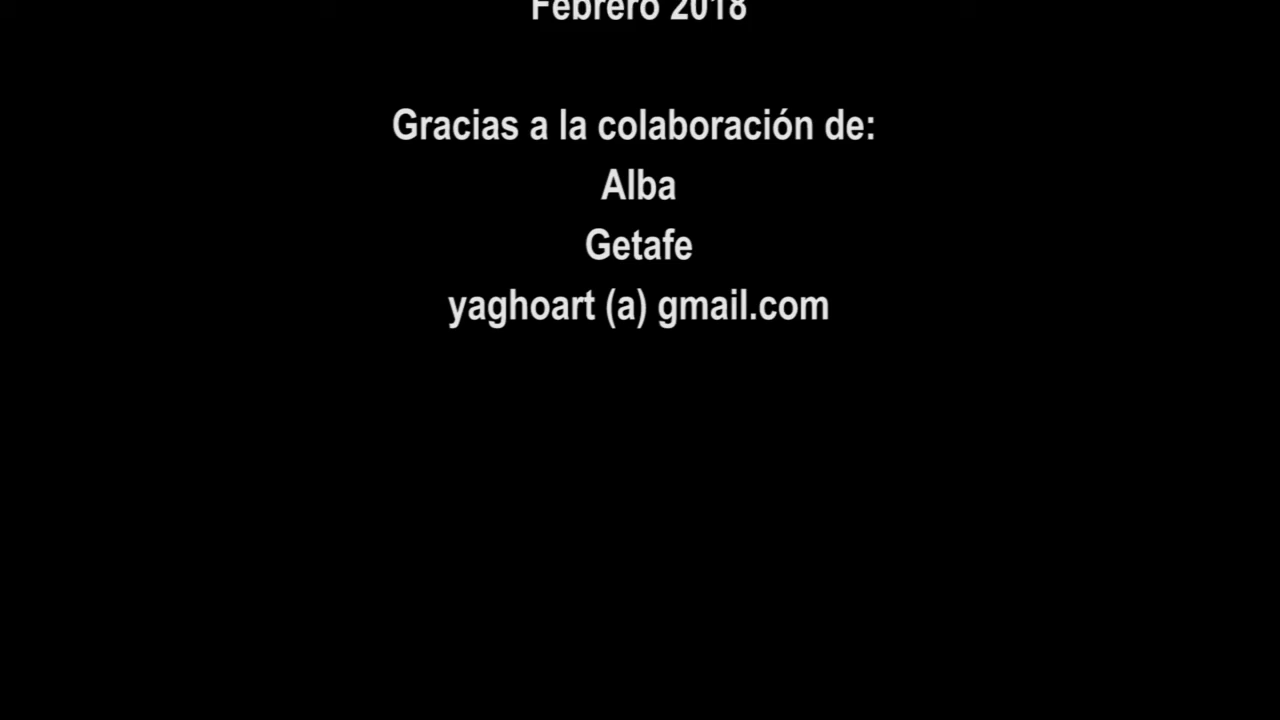 Febrero 2018
Gracias a la colaboración de:
Alba
Getafe
yaghoart (a) gmail.com